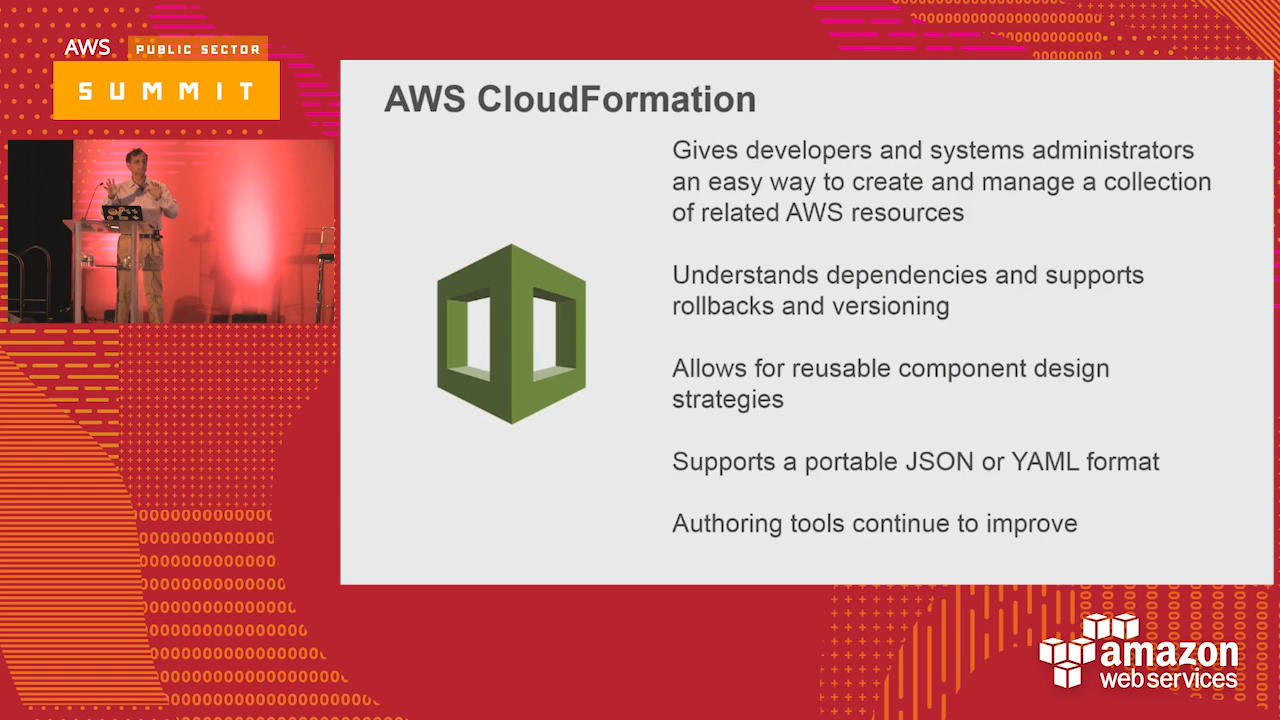 AWS PUBLIC SECTOR
SUMMIT
AWS CloudFormation
Gives developers and systems administrators
an easy way to create and manage a collection
of related AWS resources
Understands dependencies and supports
rollbacks and versioning
Allows for reusable component design
strategies
Supports a portable JSON or YAML format
Authoring tools continue to improve
amazon
web services